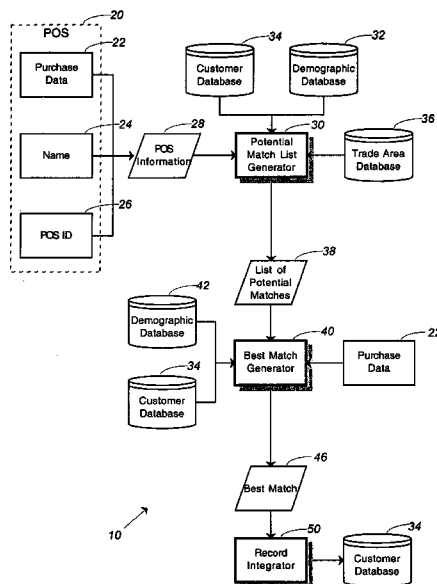 20
POS
22
Purchase
Data
24
Name
26
POS ID
28
POS
Information
34
Customer
Database
32
Demographic
Database
30
Potential
Match List
Generator
36
Trade Area
Database
38
List of
Potential
Matches
42
Demographic
Database
34
Customer
Database
40
Best Match
Generator
22
Purchase
Data
46
Best Match
10
50
Record
Integrator
34
Customer
Database